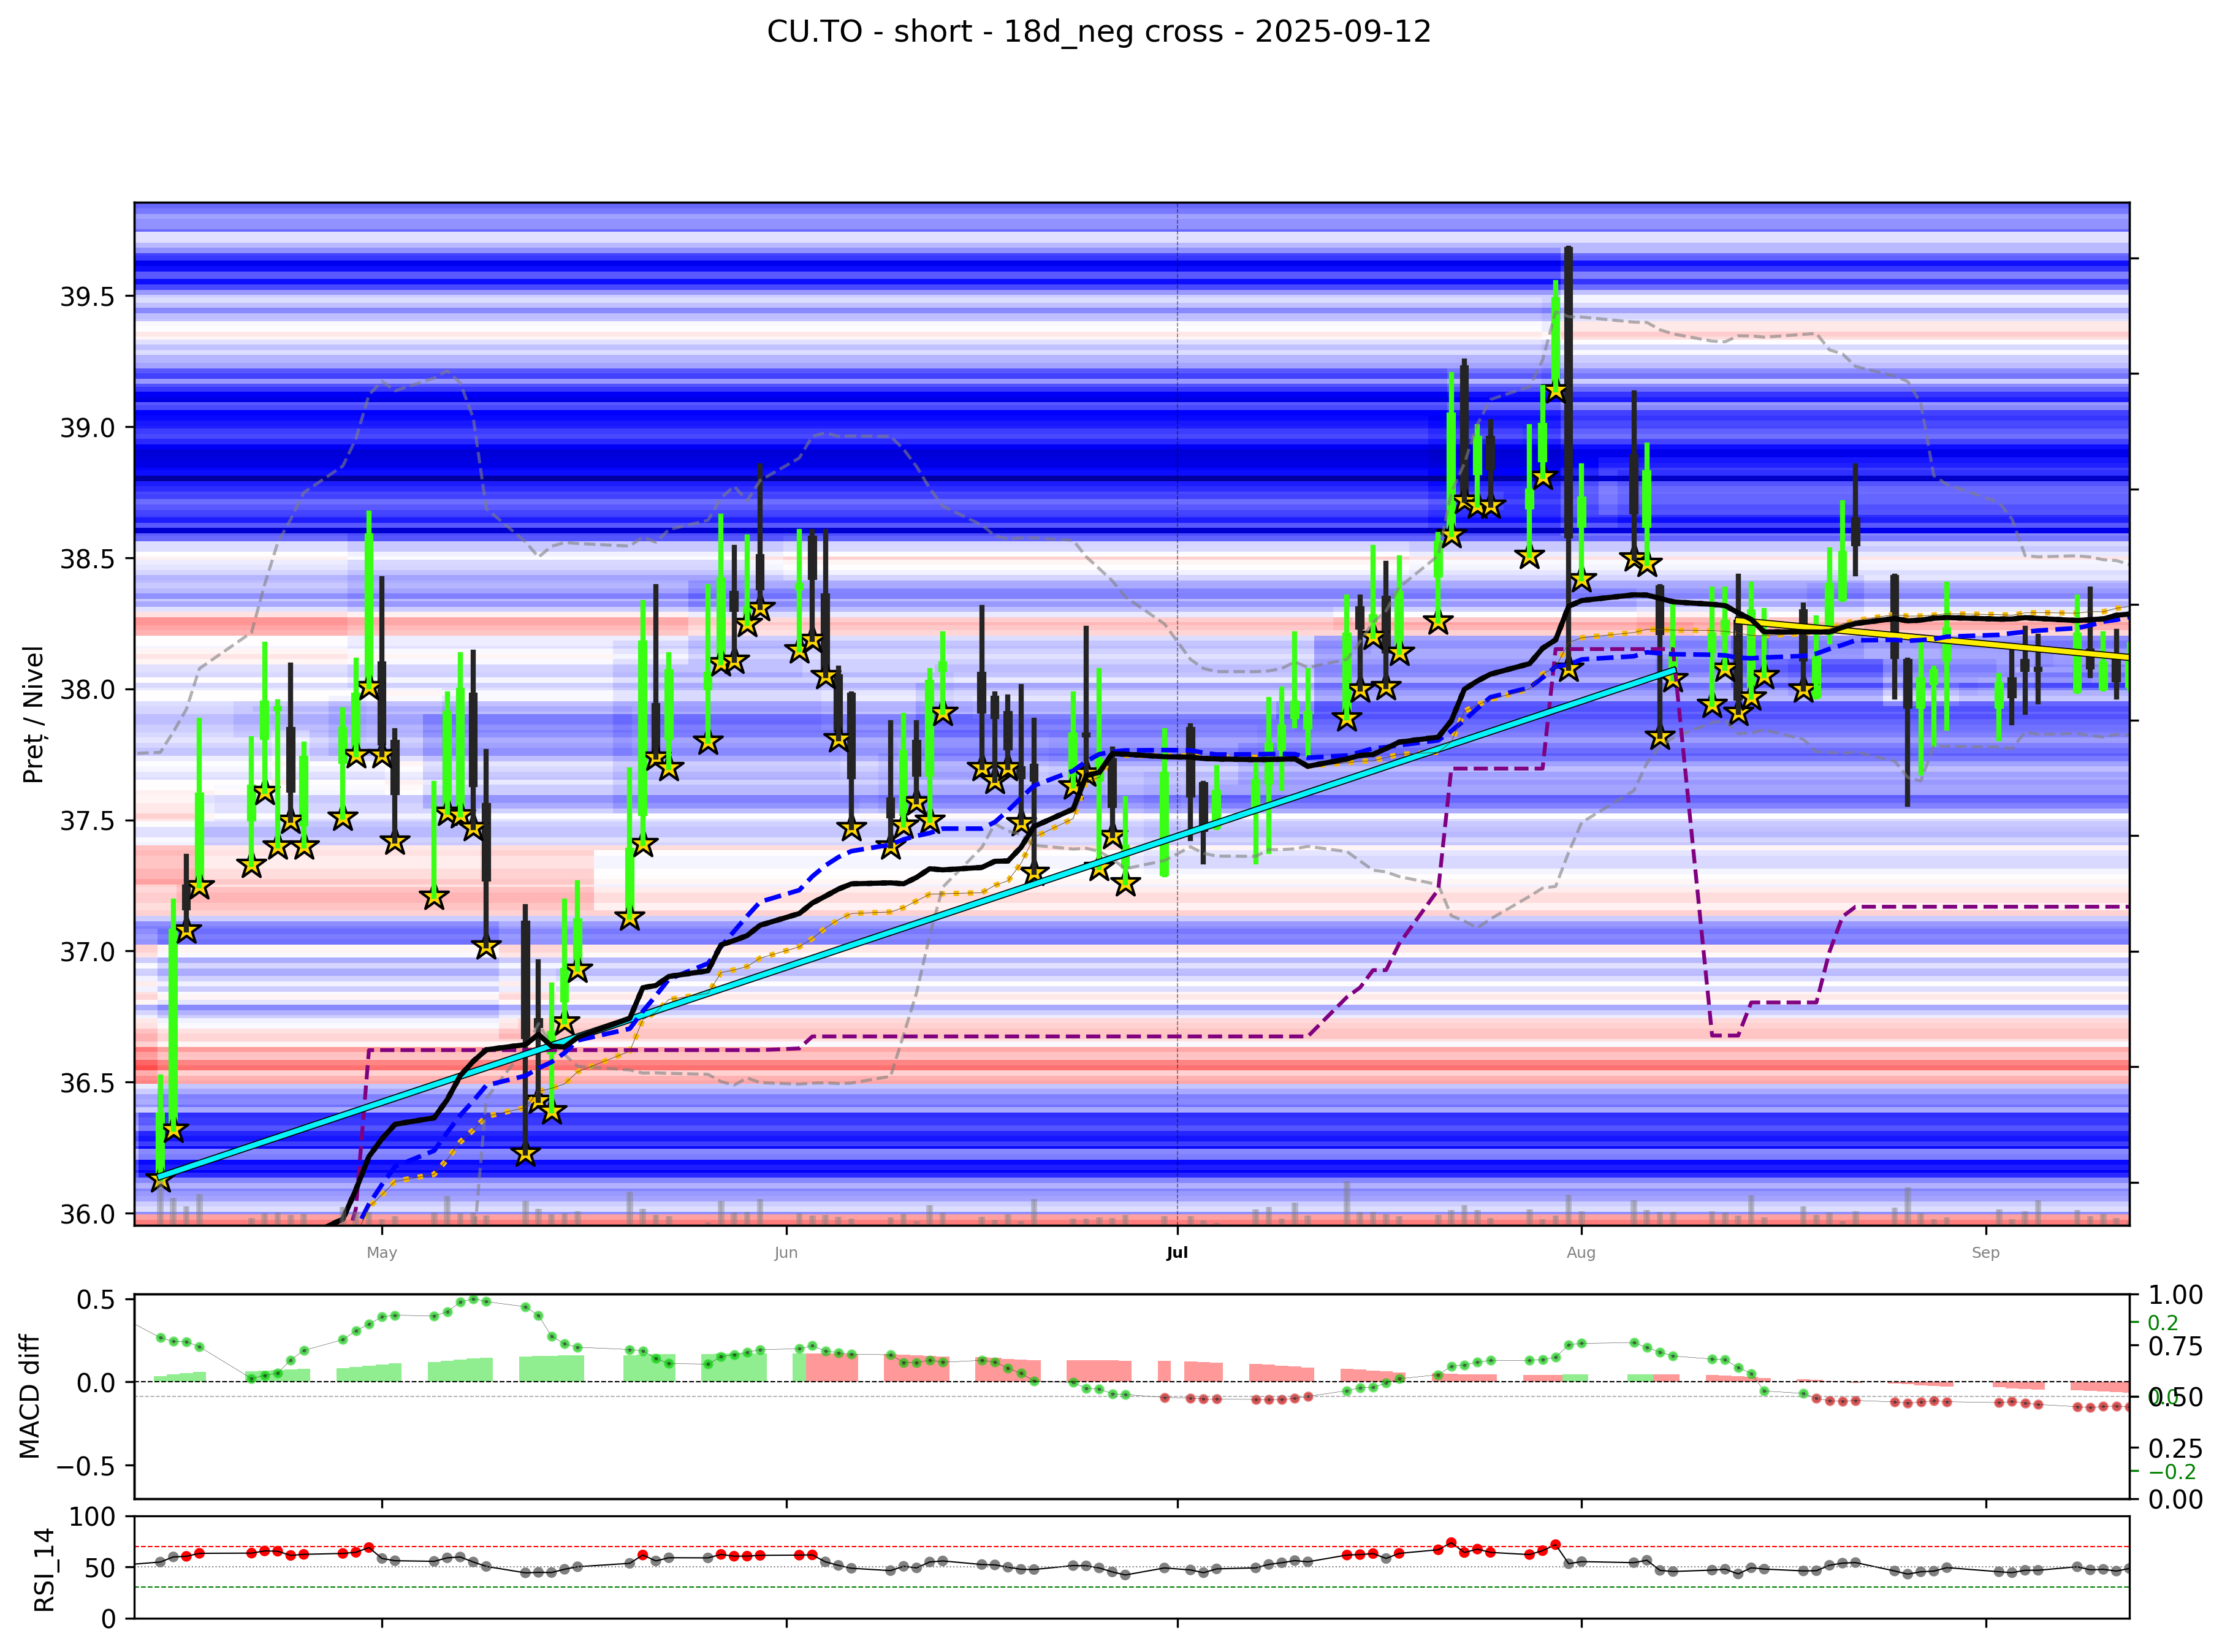 CU.TO - short - 18d_neg cross - 2025-09-12
Preț / Nivel
39.5
39.0
38.5
38.0
37.5
37.0
36.5
36.0
May
Jun
Jul
Aug
Sep
MACD diff
0.5
0.0
−0.5
1.00
0.75
0.50
0.25
0.00
0.2
0.0
−0.2
RSI_14
100
50
0